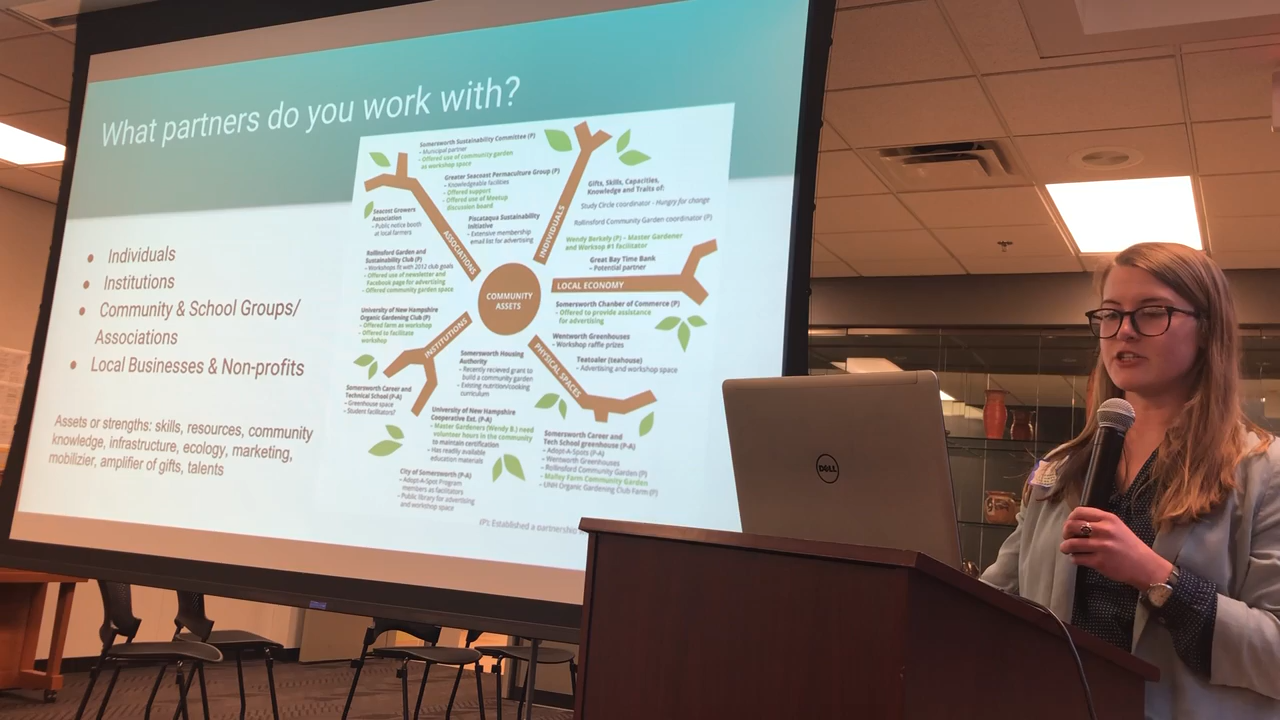 What partners do you work with?
Individuals
Institutions
Community & School Groups/
Associations
Local Businesses & Non-profits
Assets or strengths: skills, resources, community
knowledge, infrastructure, ecology, marketing,
mobilizier, amplifier of gifts, talents
Somersworth Sustainability Committee (P)
- Municipal partner
- Offered use of community garden
as workshop space
Greater Seacoast Permaculture Group (P)
- Knowledgeable facilities
- Offered support
- Offered use of Meetup
discussion board
Seacoast Growers
Association
- Public notice booth
at local farmers
Piscataqua Sustainability
Initiative
- Extensive membership
email list for advertising
Rollinsford Garden and
Sustainability Club (P)
- Workshops fit with 2012 club goals
- Offered use of newsletter and
Facebook page for advertising
- Offered community garden space
ASSOCIATIONS
INDIVIDUALS
Gifts, Skills, Capacities,
Knowledge and Traits of:
Study Circle coordinator - Hungry for change
Rollinsford Community Garden coordinator (P)
Wendy Berkely (P) - Master Gardener
and Worksop #1 facilitator
Great Bay Time Bank
- Potential partner
LOCAL ECONOMY
COMMUNITY
ASSETS
Somersworth Chamber of Commerce (P)
- Offered to provide assistance
for advertising
Wentworth Greenhouses
- Workshop raffle prizes
Teatoaler (teahouse)
- Advertising and workshop space
PHYSICAL SPACES
University of New Hampshire
Organic Gardening Club (P)
- Offered farm as workshop
- Offered to facilitate
workshop
INSTITUTIONS
Somersworth Housing
Authority
- Recently recieved grant to
build a community garden
- Existing nutrition/cooking
curriculum
Somersworth Career and
Technical School (P-A)
- Greenhouse space
- Student facilitators?
University of New Hampshire
Cooperative Ext. (P-A)
- Master Gardeners (Wendy B.) need
volunteer hours in the community
to maintain certification
- Has readily available
education materials
City of Somersworth (P-A)
- Adopt-A-Spot Program
members as facilitators
- Public library for advertising
and workshop space
Somersworth Career and
Tech School greenhouse (P-A)
- Adopt-A-Spots (P-A)
- Wentworth Greenhouses
- Rollinsford Community Garden (P)
- Malley Farm Community Garden
- UNH Organic Gardening Club Farm (P)
(P): Established a partnership
DELL